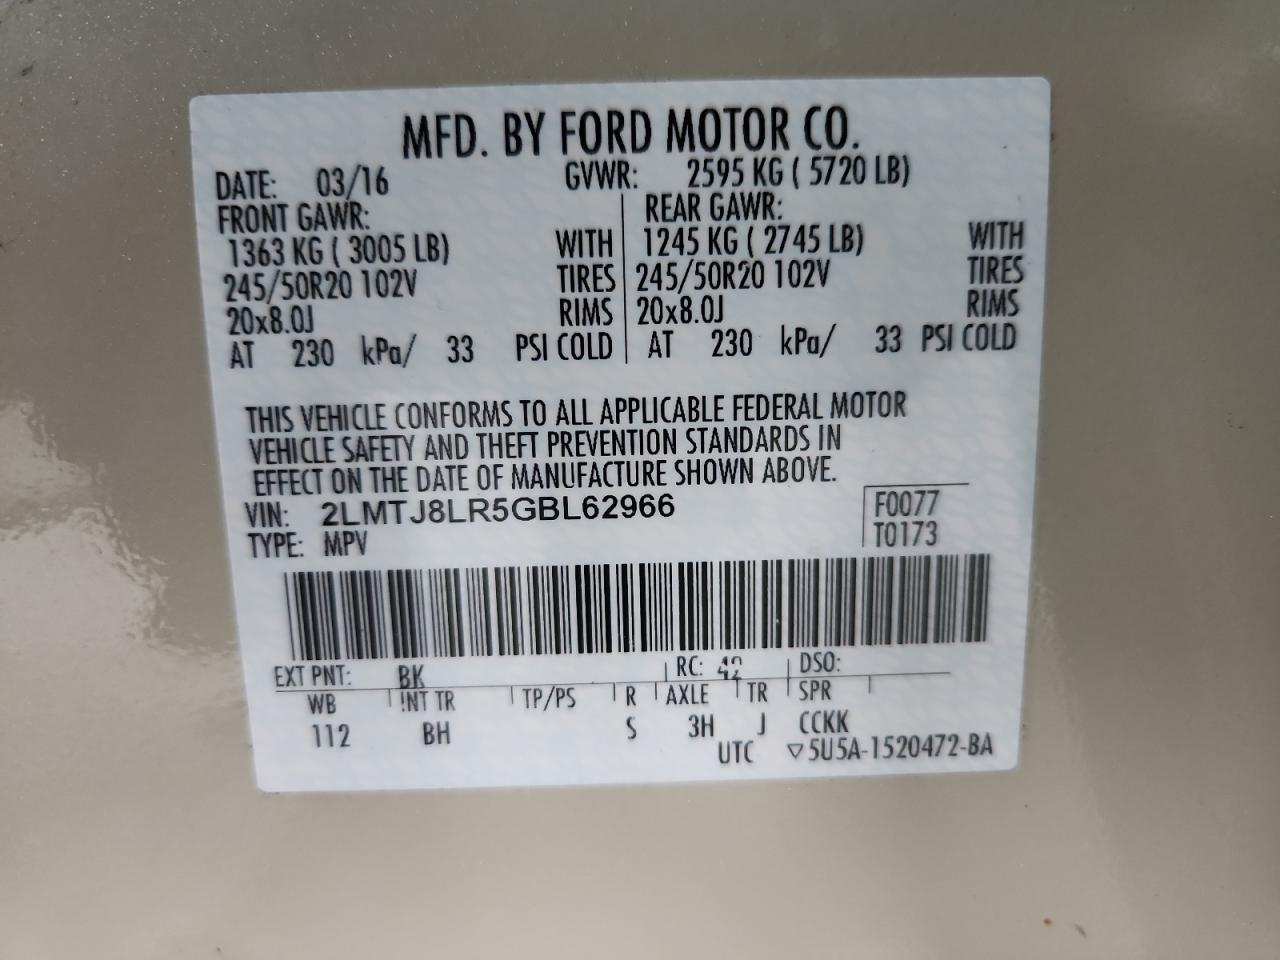 MFD. BY FORD MOTOR CO.
DATE: 03/16 GVWR: 2595 KG ( 5720 LB)
FRONT GAWR: REAR GAWR:
1363 KG ( 3005 LB) WITH 1245 KG ( 2745 LB) WITH
245/50R20 102V TIRES 245/50R20 102V TIRES
20x8.0J RIMS 20x8.0J RIMS
AT 230 kPa/ 33 PSI COLD AT 230 kPa/ 33 PSI COLD
THIS VEHICLE CONFORMS TO ALL APPLICABLE FEDERAL MOTOR
VEHICLE SAFETY AND THEFT PREVENTION STANDARDS IN
EFFECT ON THE DATE OF MANUFACTURE SHOWN ABOVE.
VIN: 2LMTJ8LR5GBL62966 F0077
TYPE: MPV T0173
EXT PNT: BK RC: 42 DSO:
WB INT TR TP/PS R AXLE TR SPR
112 BH S 3H J CCKK
UTC ▽5U5A-1520472-BA